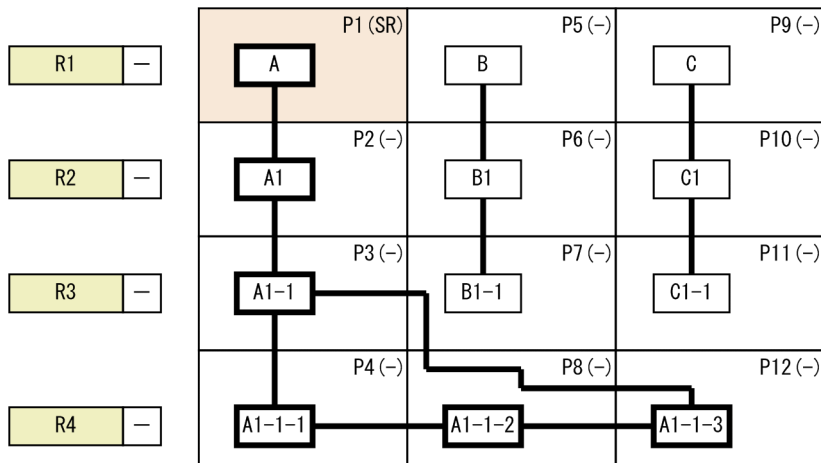 P1(SR) P5(-) P9(-)
R1 － A B C
P2(-) P6(-) P10(-)
R2 － A1 B1 C1
P3(-) P7(-) P11(-)
R3 － A1-1 B1-1 C1-1
P4(-) P8(-) P12(-)
R4 － A1-1-1 A1-1-2 A1-1-3